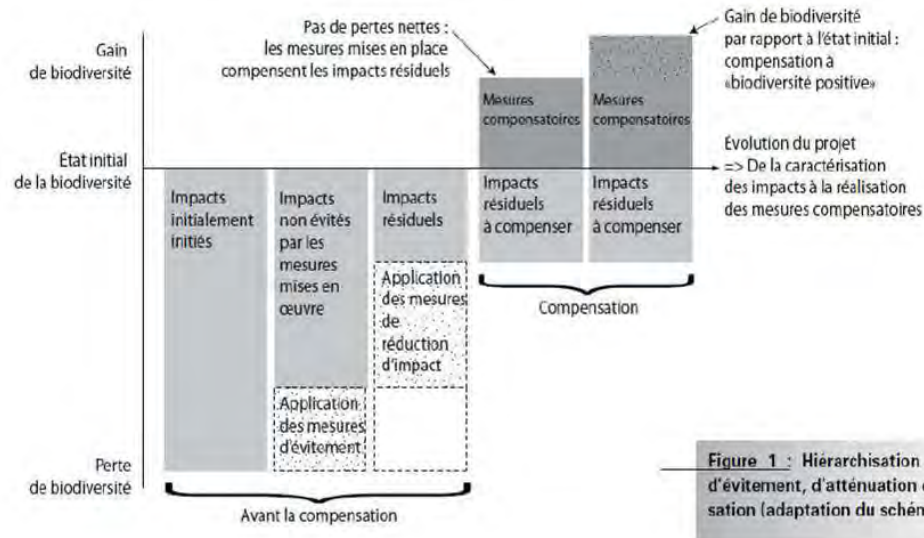 Gain
de biodiversité
Pas de pertes nettes :
les mesures mises en place
compensent les impacts résiduels
Gain de biodiversité
par rapport à l'état initial :
compensation à
«biodiversité positive»
Mesures
compensatoires
Mesures
compensatoires
État initial
de la biodiversité
Évolution du projet
=> De la caractérisation
des impacts à la réalisation
des mesures compensatoires
Impacts
initialement
initiés
Impacts
non évités
par les
mesures
mises en
œuvre
Impacts
résiduels
Impacts
résiduels
à compenser
Impacts
résiduels
à compenser
Application
des mesures
de
réduction
d'impact
Application
des mesures
d'évitement
Compensation
Perte
de biodiversité
Avant la compensation
Figure 1 : Hiérarchisation
d'évitement, d'atténuation
sation (adaptation du